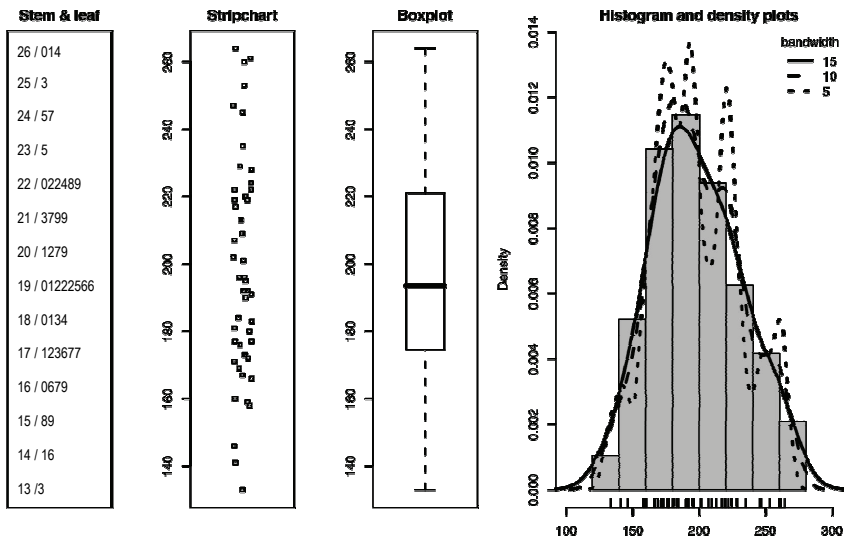 Stem & leaf
26 / 014
25 / 3
24 / 57
23 / 5
22 / 022489
21 / 3799
20 / 1279
19 / 01222566
18 / 0134
17 / 123677
16 / 0679
15 / 89
14 / 16
13 /3
Stripchart
260
240
220
200
180
160
140
Boxplot
260
240
220
200
180
160
140
Histogram and density plots
bandwidth
15
10
5
Density
0.014
0.012
0.010
0.008
0.006
0.004
0.002
0.000
100 150 200 250 300